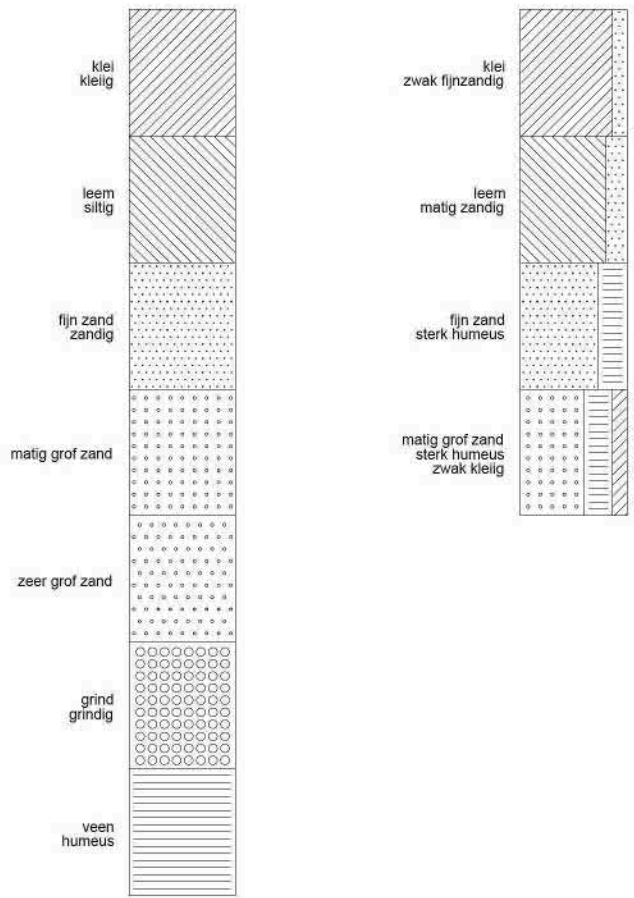 klei
kleiig
leem
siltig
fijn zand
zandig
matig grof zand
zeer grof zand
grind
grindig
veen
humeus
klei
zwak fijnzandig
leem
matig zandig
fijn zand
sterk humeus
matig grof zand
sterk humeus
zwak kleiig